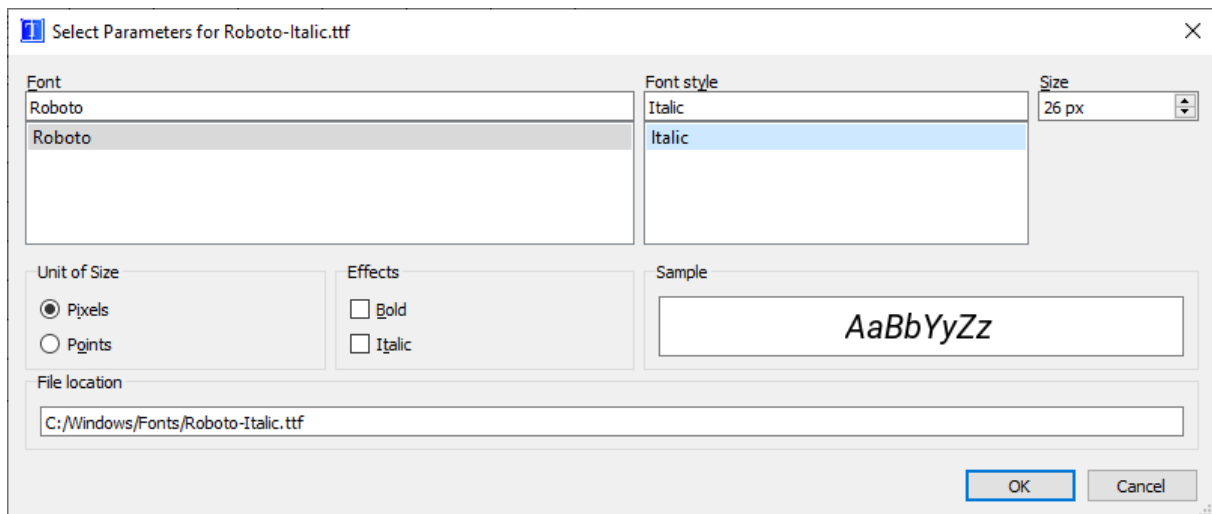 Select Parameters for Roboto-Italic.ttf
Font
Font style
Size
Roboto
Italic
26 px
Roboto
Italic
Unit of Size
Effects
Sample
Pixels
Bold
AaBbYyZz
Points
Italic
File location
C:/Windows/Fonts/Roboto-Italic.ttf
OK
Cancel